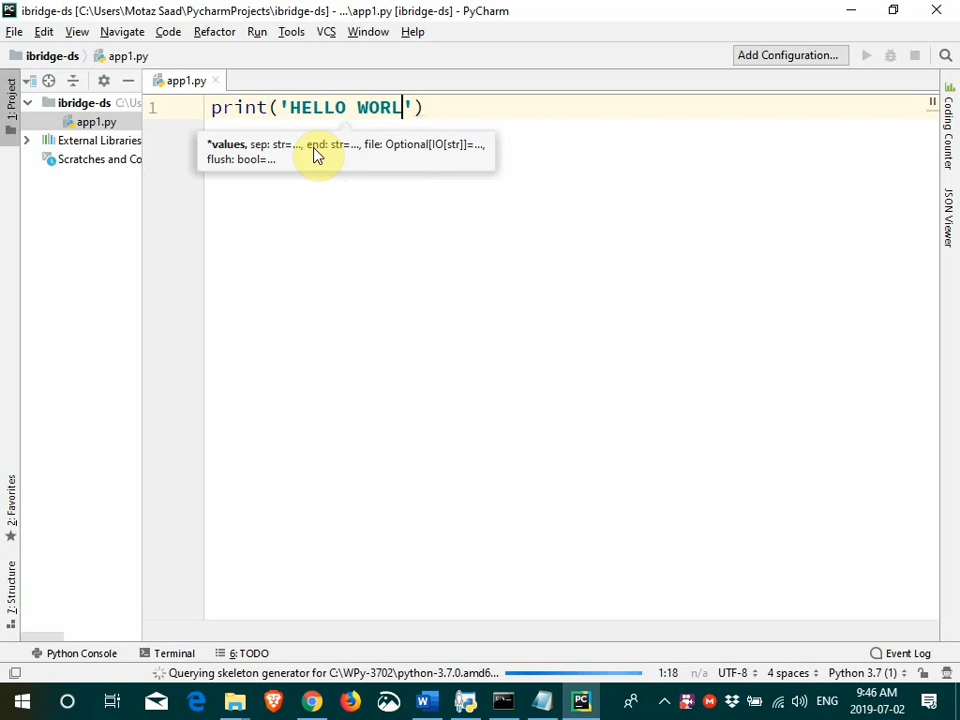 ibridge-ds [C:\Users\Motaz Saad\PycharmProjects\ibridge-ds] - ...\app1.py [ibridge-ds] - PyCharm
File Edit View Navigate Code Refactor Run Tools VCS Window Help
ibridge-ds app1.py Add Configuration...
1: Project
app1.py
ibridge-ds C:\Us
app1.py
External Libraries
Scratches and Co
1 print('HELLO WORL')
*values, sep: str=..., end: str=..., file: Optional[IO[str]]=...,
flush: bool=...
Coding Counter
JSON Viewer
2: Favorites
7: Structure
Python Console Terminal 6: TODO Event Log
Querying skeleton generator for C:\WPy-3702\python-3.7.0.amd6... 1:18 n/a UTF-8 4 spaces Python 3.7 (1)
ENG 9:46 AM
2019-07-02